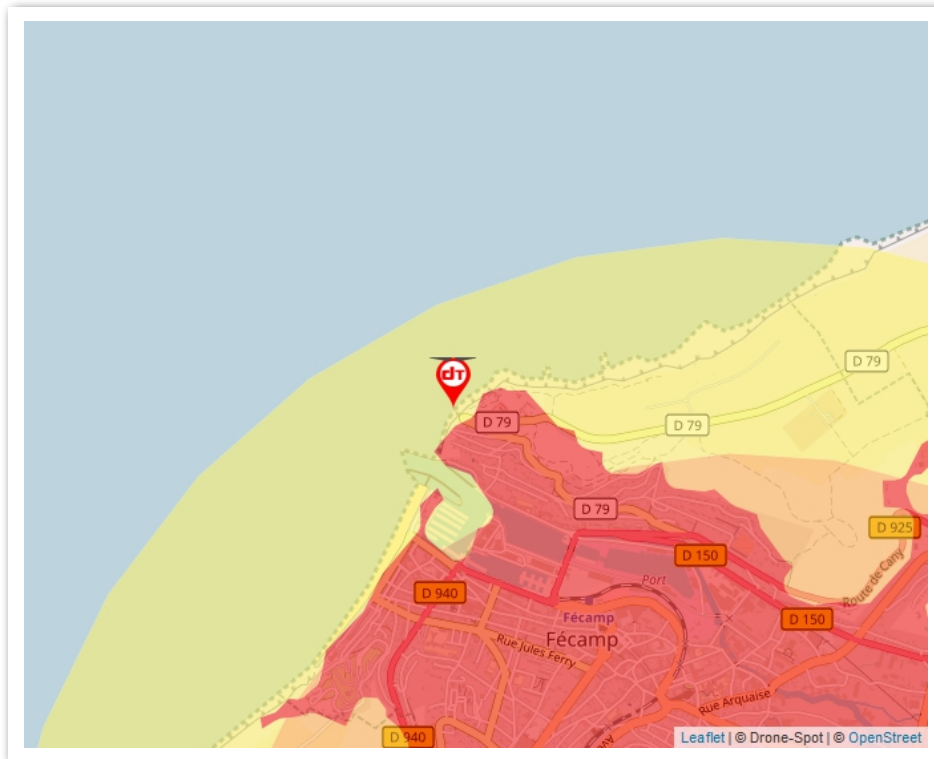 D 79
dT
D 79
D 79
D 79
D 925
D 150
Port
Route de Cany
D 940
Fécamp
D 150
Fécamp
Rue Jules Ferry
Rue Arquaise
D 940
Ave
Leaflet | © Drone-Spot | © OpenStreet